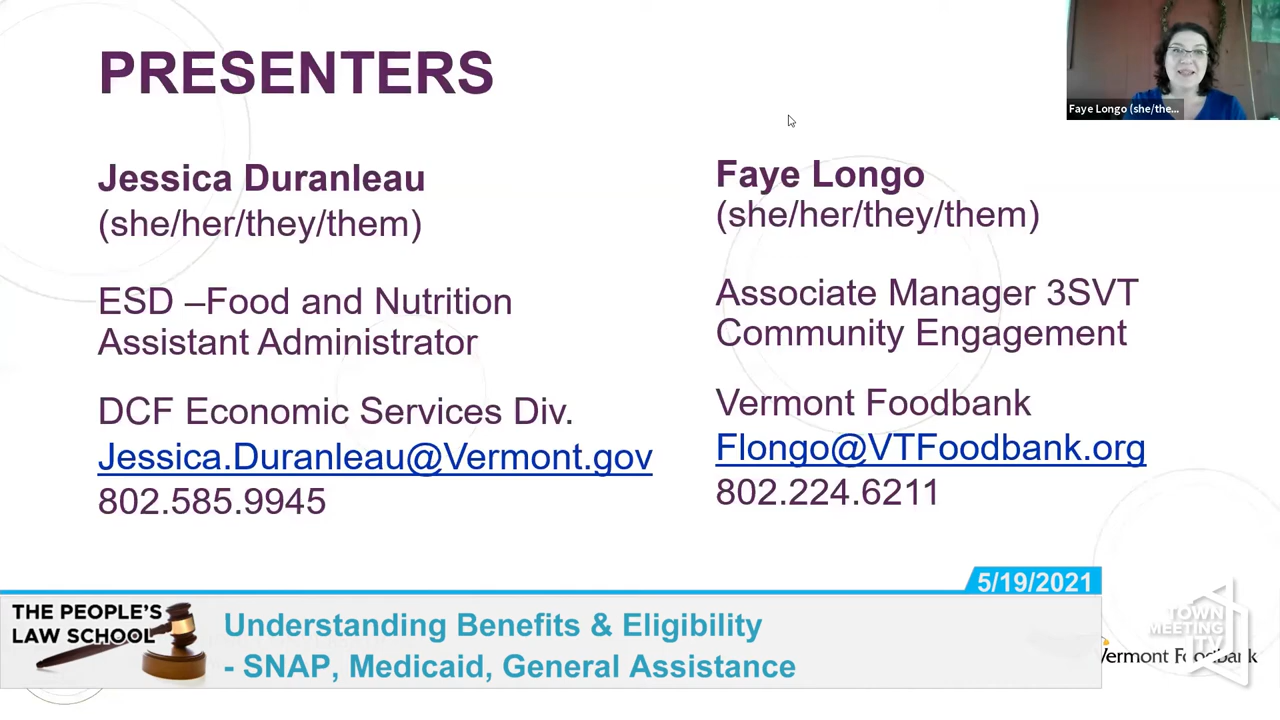 PRESENTERS
Faye Longo (she/the...
Jessica Duranleau
(she/her/they/them)
ESD –Food and Nutrition
Assistant Administrator
DCF Economic Services Div.
Jessica.Duranleau@Vermont.gov
802.585.9945
Faye Longo
(she/her/they/them)
Associate Manager 3SVT
Community Engagement
Vermont Foodbank
Flongo@VTFoodbank.org
802.224.6211
5/19/2021
THE PEOPLE'S
LAW SCHOOL
Understanding Benefits & Eligibility
- SNAP, Medicaid, General Assistance
TOWN
MEETING
TV
Vermont Foodbank